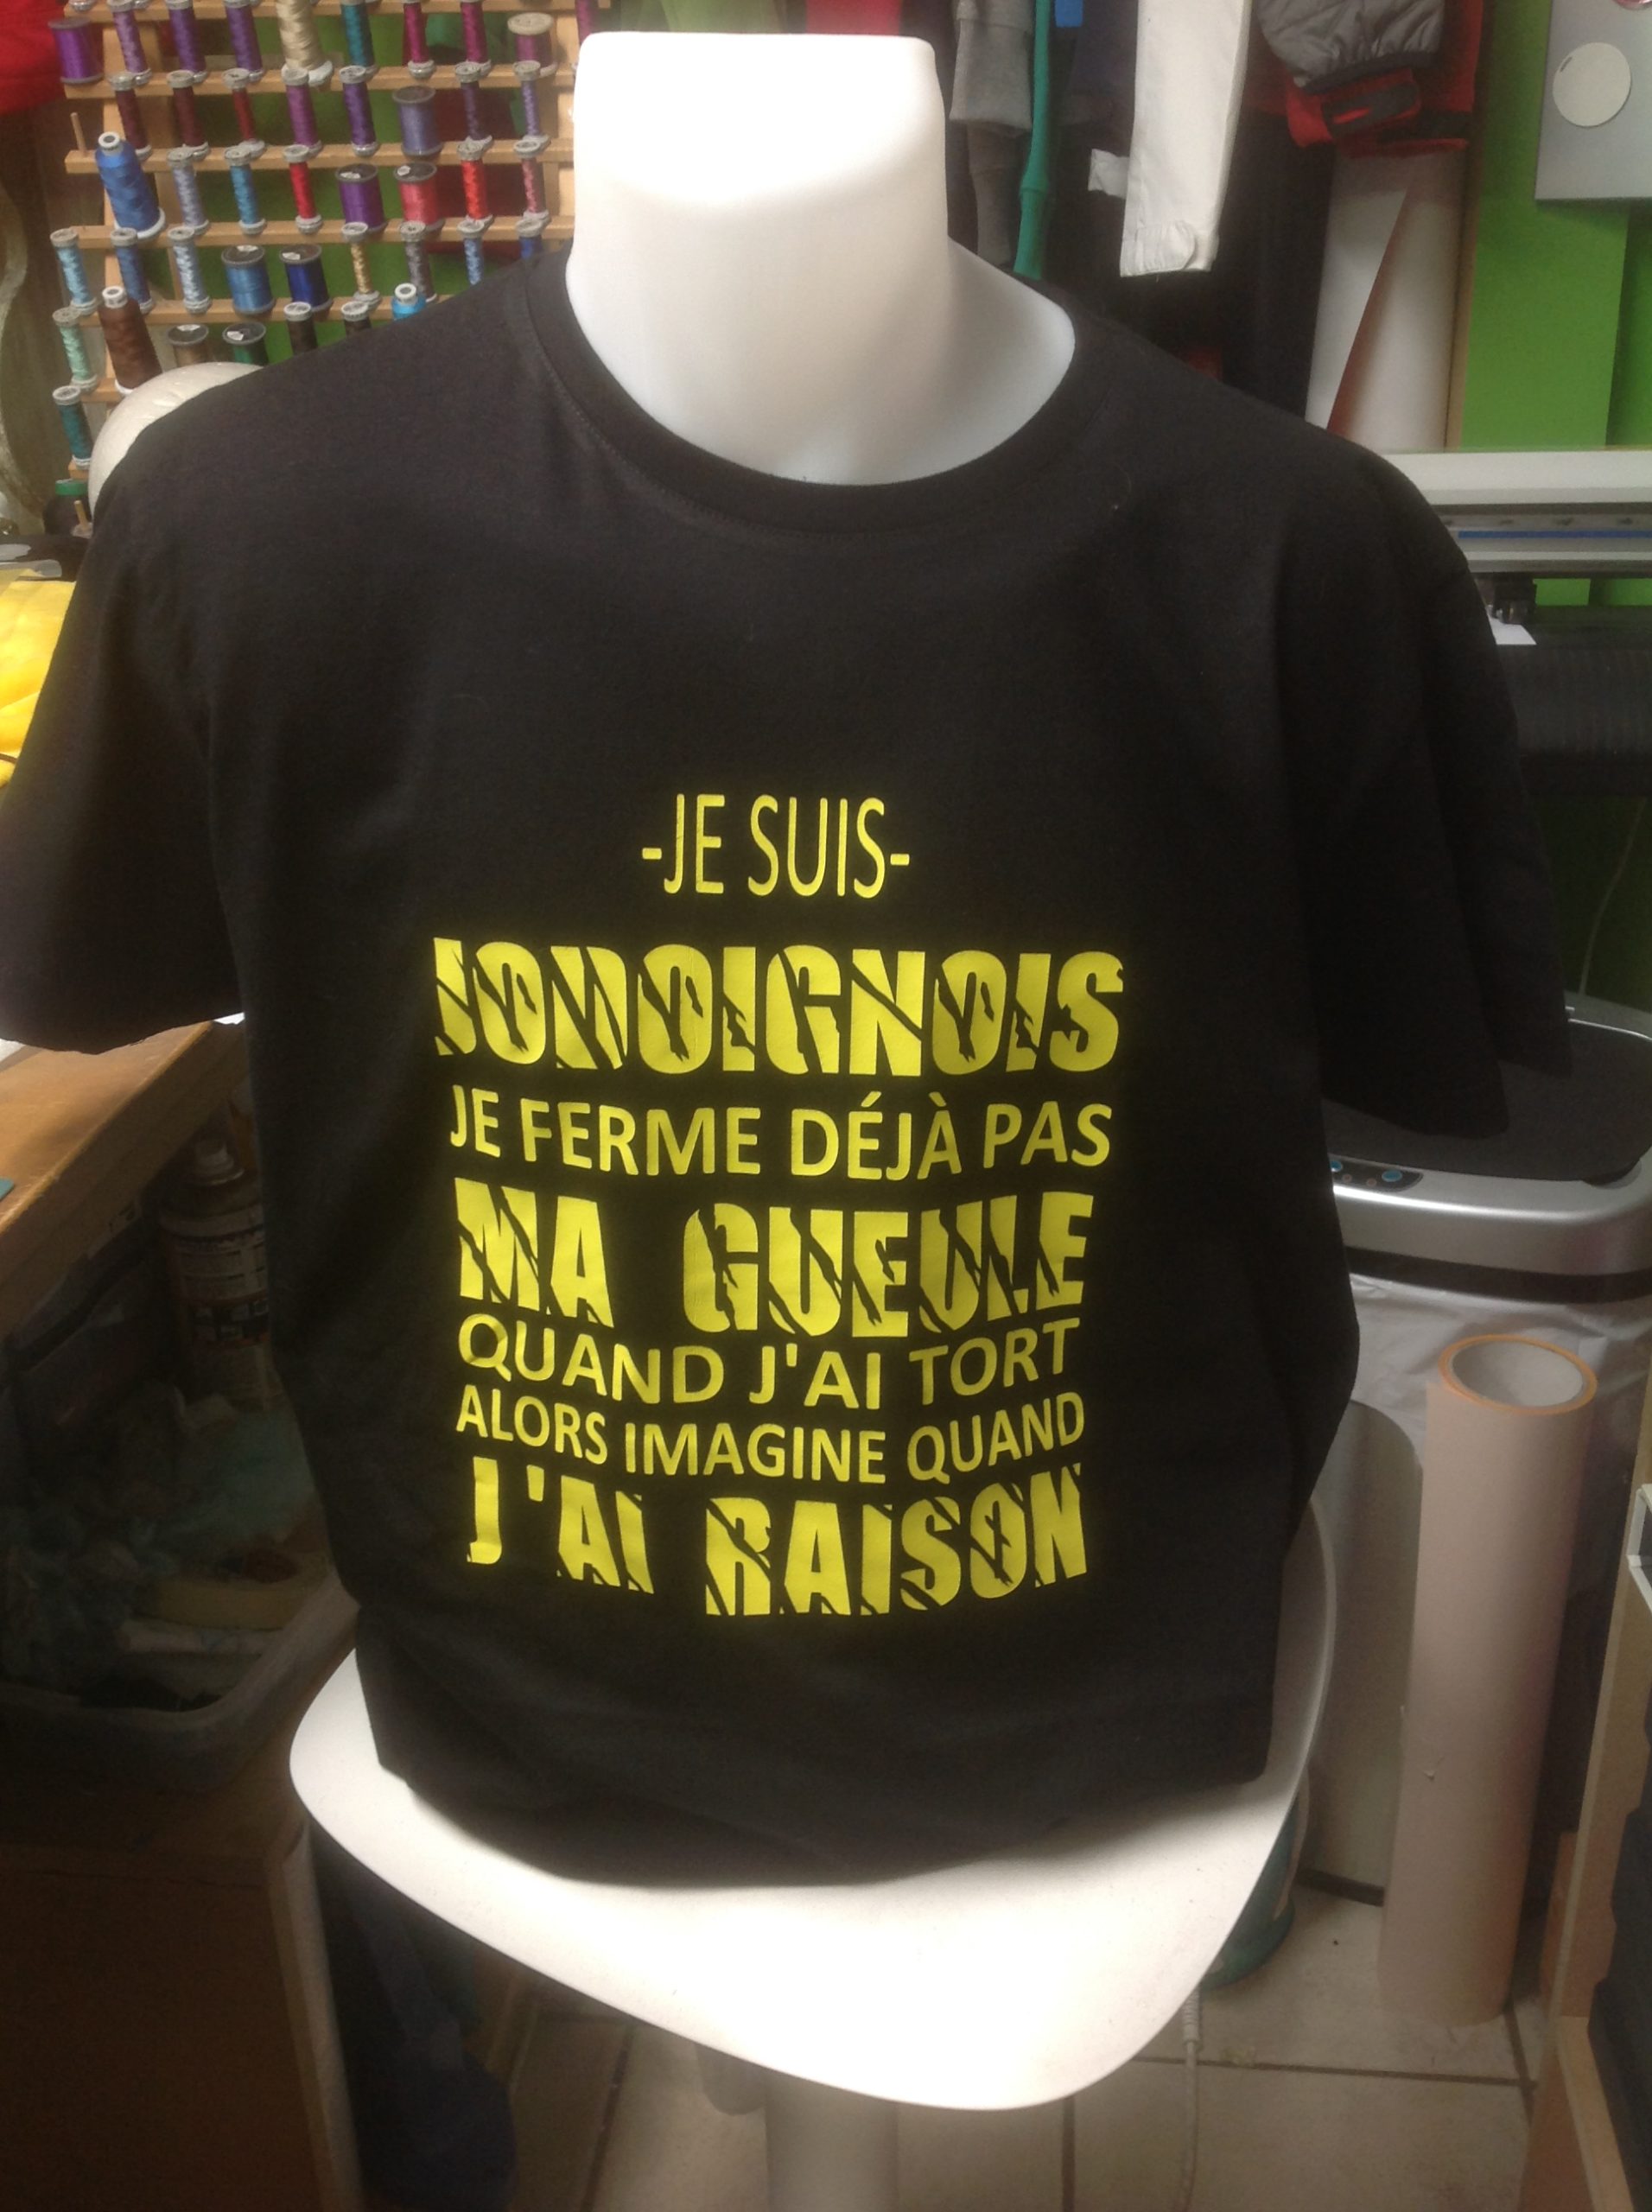 -JE SUIS-
JODOIGNOIS
JE FERME DÉJÀ PAS
MA GUEULE
QUAND J'AI TORT
ALORS IMAGINE QUAND
J'AI RAISON